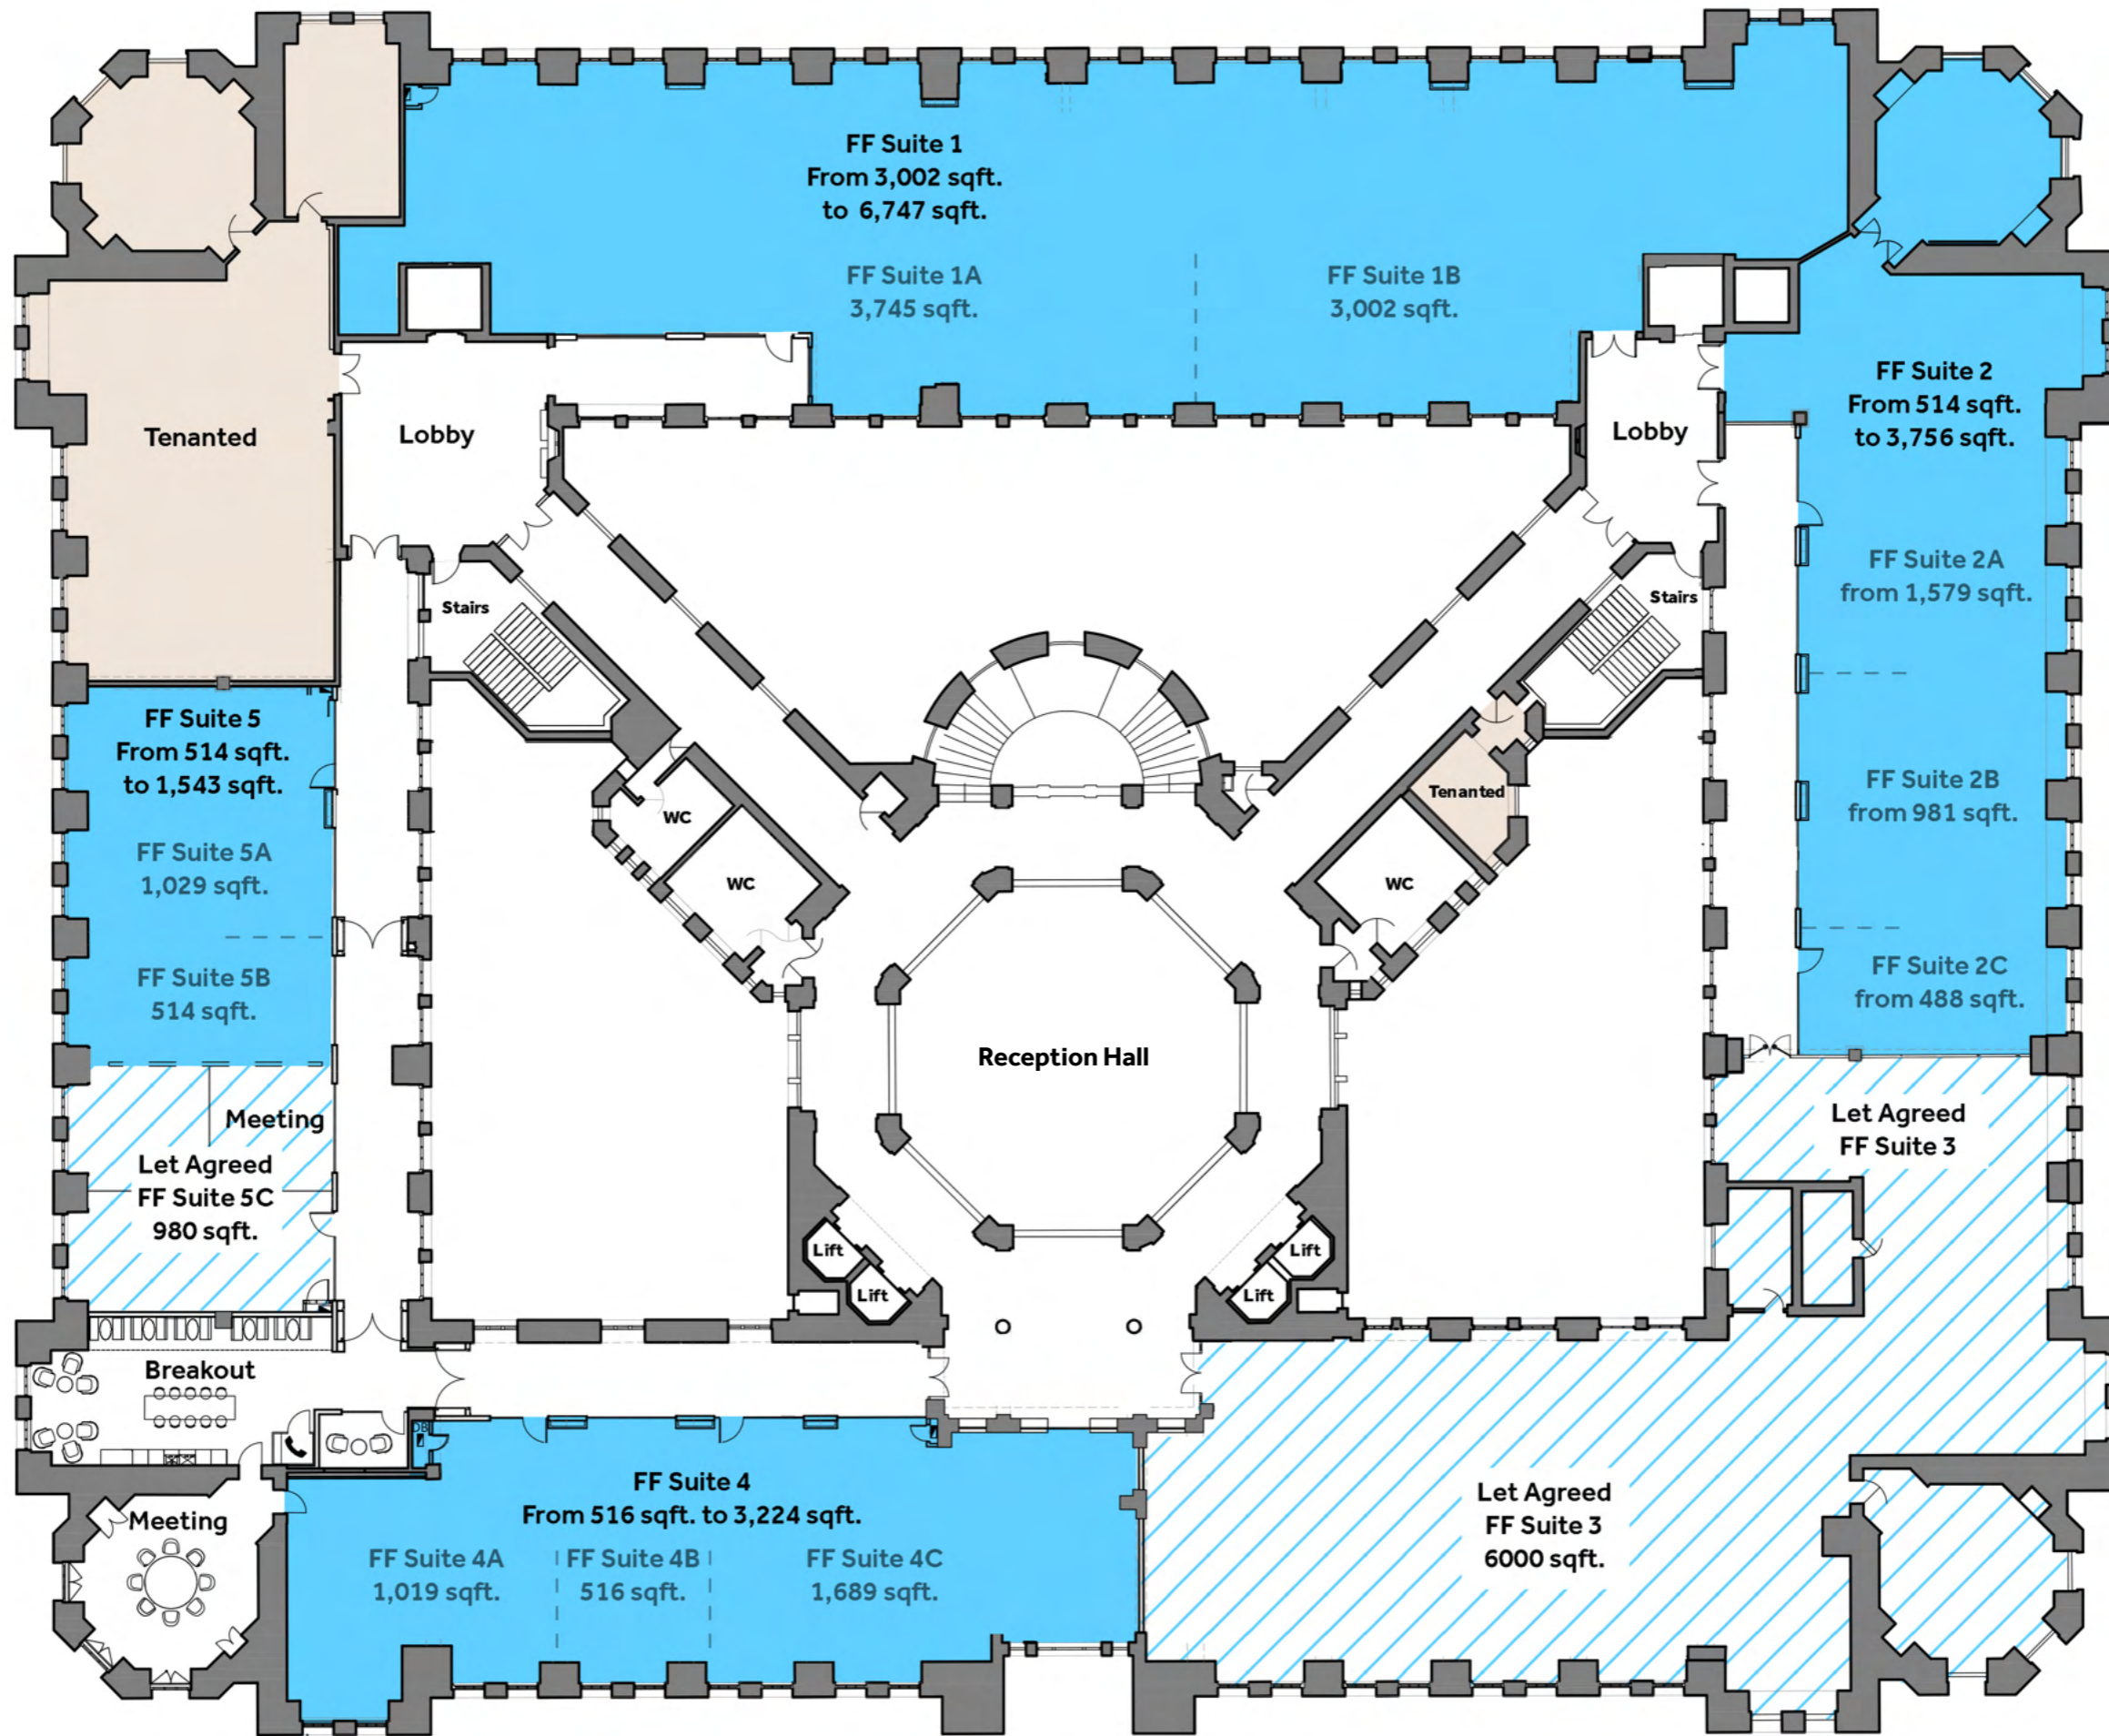 FF Suite 1
From 3,002 sqft.
to 6,747 sqft.
FF Suite 1A
3,745 sqft.
FF Suite 1B
3,002 sqft.
Tenanted
Lobby
Lobby
FF Suite 2
From 514 sqft.
to 3,756 sqft.
FF Suite 2A
from 1,579 sqft.
Stairs
Stairs
FF Suite 5
From 514 sqft.
to 1,543 sqft.
FF Suite 2B
from 981 sqft.
Tenanted
WC
FF Suite 5A
1,029 sqft.
WC
WC
FF Suite 5B
514 sqft.
FF Suite 2C
from 488 sqft.
Reception Hall
Meeting
Let Agreed
FF Suite 3
Let Agreed
FF Suite 5C
980 sqft.
Lift
Lift
Lift
Lift
Breakout
DB
FF Suite 4
From 516 sqft. to 3,224 sqft.
Meeting
Let Agreed
FF Suite 3
6000 sqft.
FF Suite 4A
1,019 sqft.
FF Suite 4B
516 sqft.
FF Suite 4C
1,689 sqft.